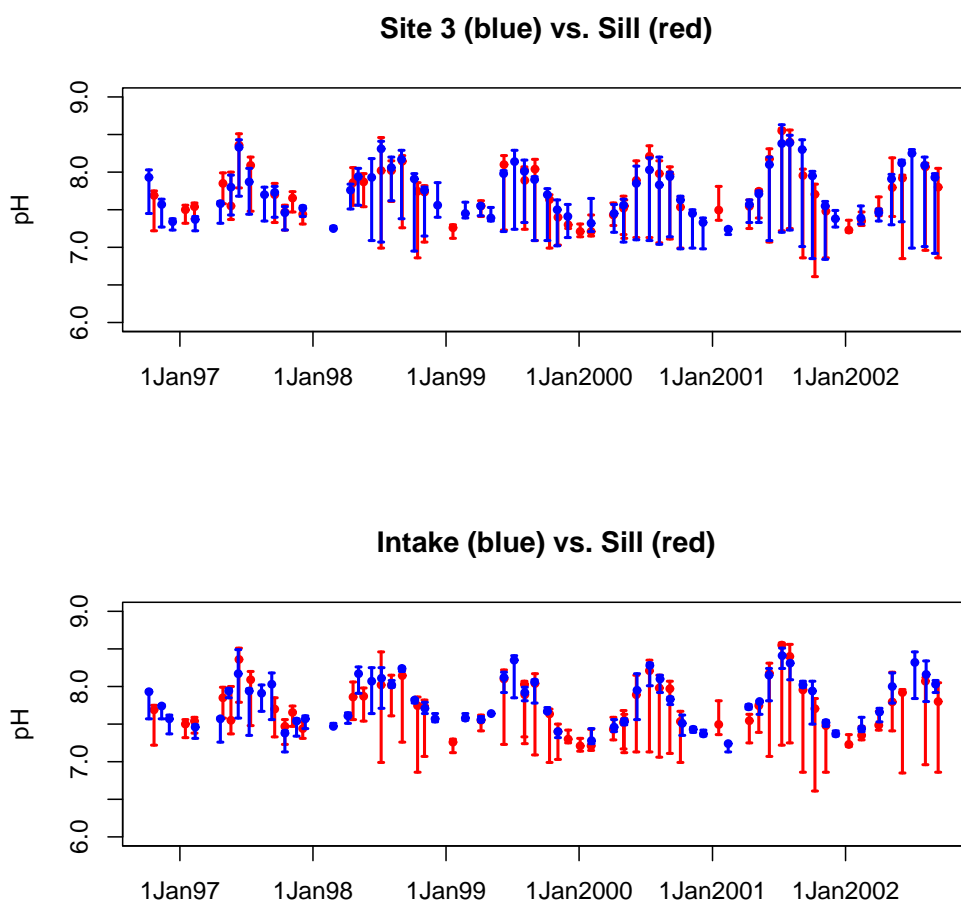 Site 3 (blue) vs. Sill (red)
9.0
8.0
7.0
6.0
pH
1Jan97 1Jan98 1Jan99 1Jan2000 1Jan2001 1Jan2002
Intake (blue) vs. Sill (red)
9.0
8.0
7.0
6.0
pH
1Jan97 1Jan98 1Jan99 1Jan2000 1Jan2001 1Jan2002